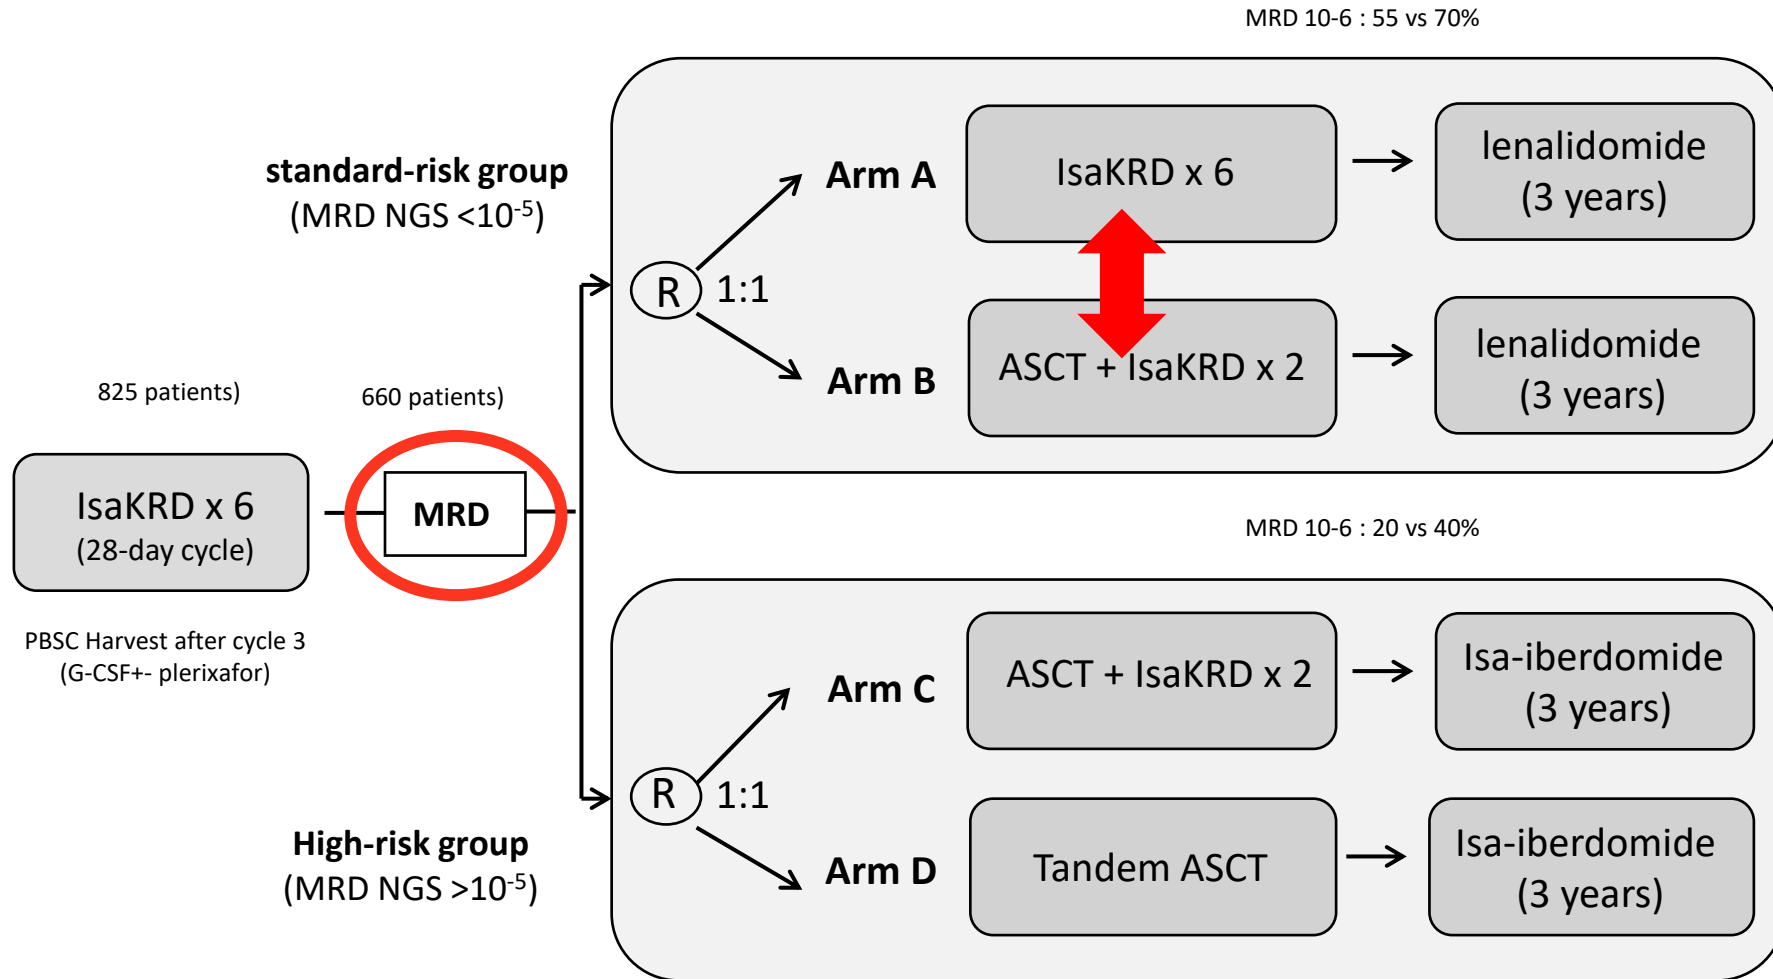 MRD 10-6 : 55 vs 70%
standard-risk group
(MRD NGS <10⁻⁵)
R
1:1
Arm A
IsaKRD x 6
lenalidomide
(3 years)
Arm B
ASCT + IsaKRD x 2
lenalidomide
(3 years)
825 patients)
660 patients)
IsaKRD x 6
(28-day cycle)
MRD
PBSC Harvest after cycle 3
(G-CSF+- plerixafor)
MRD 10-6 : 20 vs 40%
High-risk group
(MRD NGS >10⁻⁵)
R
1:1
Arm C
ASCT + IsaKRD x 2
Isa-iberdomide
(3 years)
Arm D
Tandem ASCT
Isa-iberdomide
(3 years)